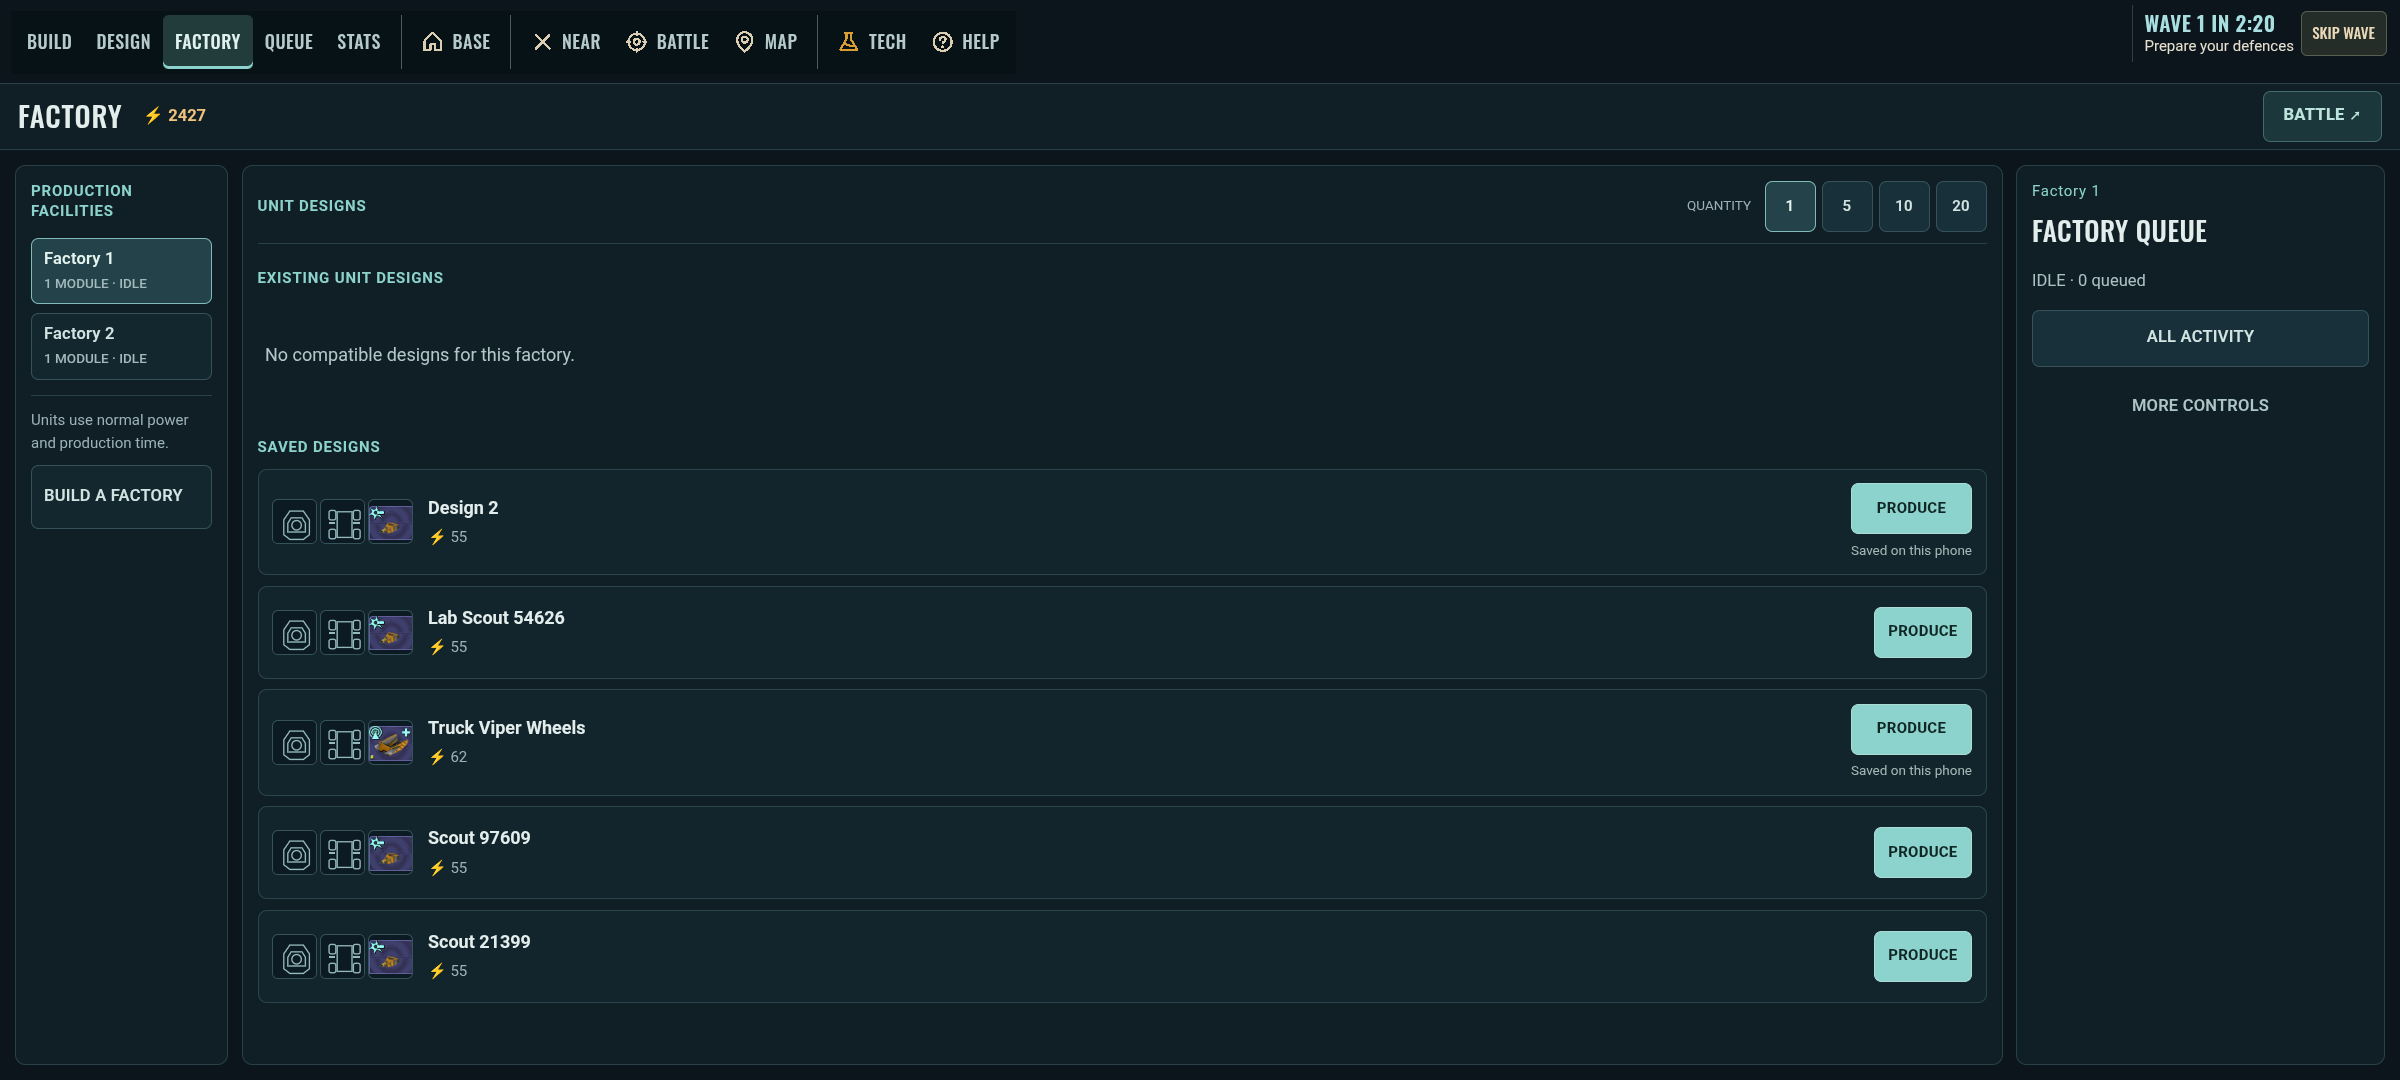 BUILD DESIGN FACTORY QUEUE STATS BASE NEAR BATTLE MAP TECH HELP
WAVE 1 IN 2:20
Prepare your defences
SKIP WAVE
FACTORY ⚡ 2427
BATTLE ↗
PRODUCTION
FACILITIES
Factory 1
1 MODULE · IDLE
Factory 2
1 MODULE · IDLE
Units use normal power
and production time.
BUILD A FACTORY
UNIT DESIGNS
QUANTITY 1 5 10 20
EXISTING UNIT DESIGNS
No compatible designs for this factory.
SAVED DESIGNS
Design 2
⚡ 55
PRODUCE
Saved on this phone
Lab Scout 54626
⚡ 55
PRODUCE
Truck Viper Wheels
⚡ 62
PRODUCE
Saved on this phone
Scout 97609
⚡ 55
PRODUCE
Scout 21399
⚡ 55
PRODUCE
Factory 1
FACTORY QUEUE
IDLE · 0 queued
ALL ACTIVITY
MORE CONTROLS